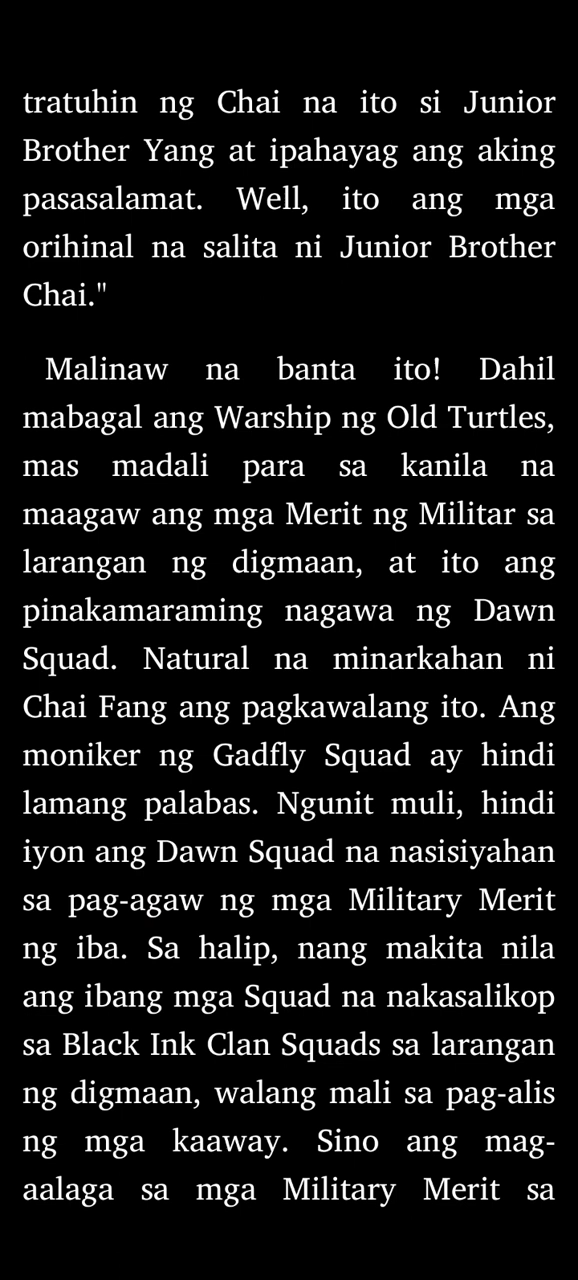 tratuhin ng Chai na ito si Junior
Brother Yang at ipahayag ang aking
pasasalamat. Well, ito ang mga
orihinal na salita ni Junior Brother
Chai."
Malinaw na banta ito! Dahil
mabagal ang Warship ng Old Turtles,
mas madali para sa kanila na
maagaw ang mga Merit ng Militar sa
larangan ng digmaan, at ito ang
pinakamaraming nagawa ng Dawn
Squad. Natural na minarkahan ni
Chai Fang ang pagkawalang ito. Ang
moniker ng Gadfly Squad ay hindi
lamang palabas. Ngunit muli, hindi
iyon ang Dawn Squad na nasisiyahan
sa pag-agaw ng mga Military Merit
ng iba. Sa halip, nang makita nila
ang ibang mga Squad na nakasalikop
sa Black Ink Clan Squads sa larangan
ng digmaan, walang mali sa pag-alis
ng mga kaaway. Sino ang mag-
aalaga sa mga Military Merit sa